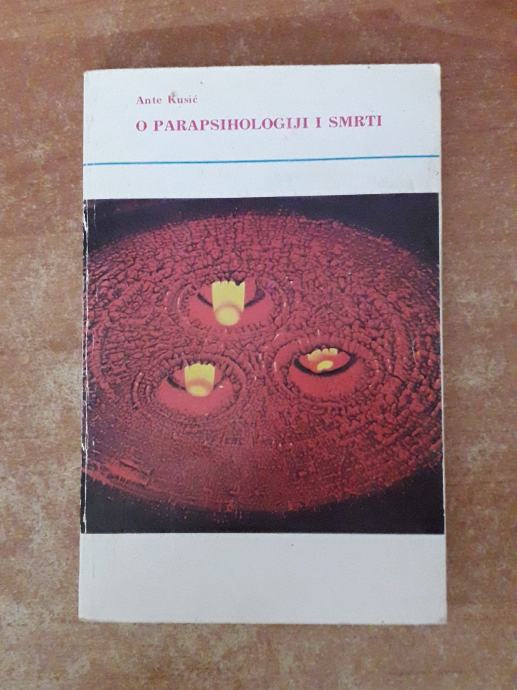 Ante Kusić
O PARAPSIHOLOGIJI I SMRTI